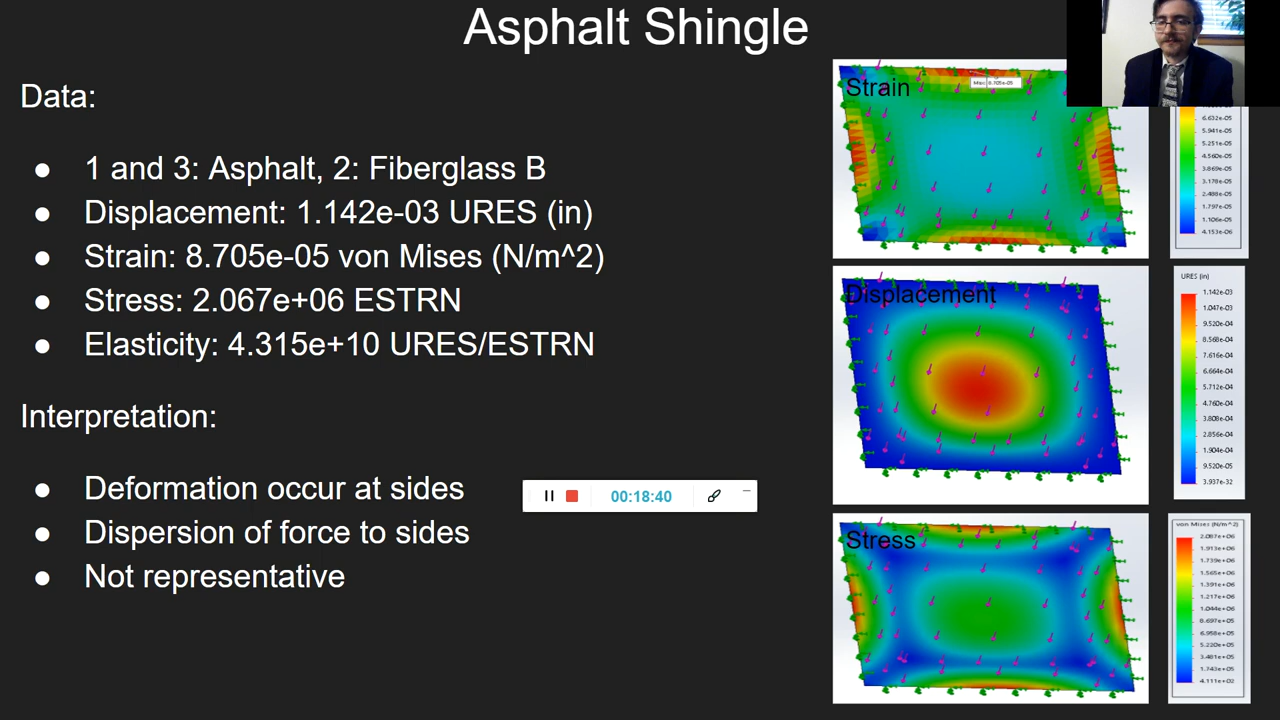 Asphalt Shingle
Data:
● 1 and 3: Asphalt, 2: Fiberglass B
● Displacement: 1.142e-03 URES (in)
● Strain: 8.705e-05 von Mises (N/m^2)
● Stress: 2.067e+06 ESTRN
● Elasticity: 4.315e+10 URES/ESTRN
Interpretation:
● Deformation occur at sides
● Dispersion of force to sides
● Not representative
00:18:40
Strain
Max: 8.705e-05
6.632e-05
5.941e-05
5.251e-05
4.560e-05
3.869e-05
3.178e-05
2.488e-05
1.797e-05
1.106e-05
4.153e-06
Displacement
URES (in)
1.142e-03
1.047e-03
9.520e-04
8.568e-04
7.616e-04
6.664e-04
5.712e-04
4.760e-04
3.808e-04
2.856e-04
1.904e-04
9.520e-05
3.937e-32
Stress
von Mises (N/m^2)
2.087e+06
1.913e+06
1.739e+06
1.565e+06
1.391e+06
1.217e+06
1.044e+06
8.697e+05
6.958e+05
5.220e+05
3.481e+05
1.743e+05
4.111e+02